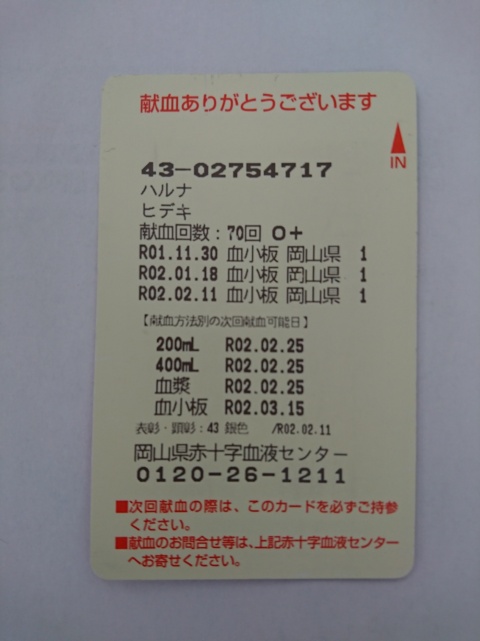 献血ありがとうございます
IN
43-02754717
ハルナ
ヒデキ
献血回数:70回 O+
R01.11.30 血小板 岡山県 1
R02.01.18 血小板 岡山県 1
R02.02.11 血小板 岡山県 1
【献血方法別の次回献血可能日】
200mL R02.02.25
400mL R02.02.25
血漿 R02.02.25
血小板 R02.03.15
表彰・顕彰:43 銀色 /R02.02.11
岡山県赤十字血液センター
0120-26-1211
■次回献血の際は、このカードを必ずご持参
ください。
■献血のお問合せ等は、上記赤十字血液センター
へお寄せください。